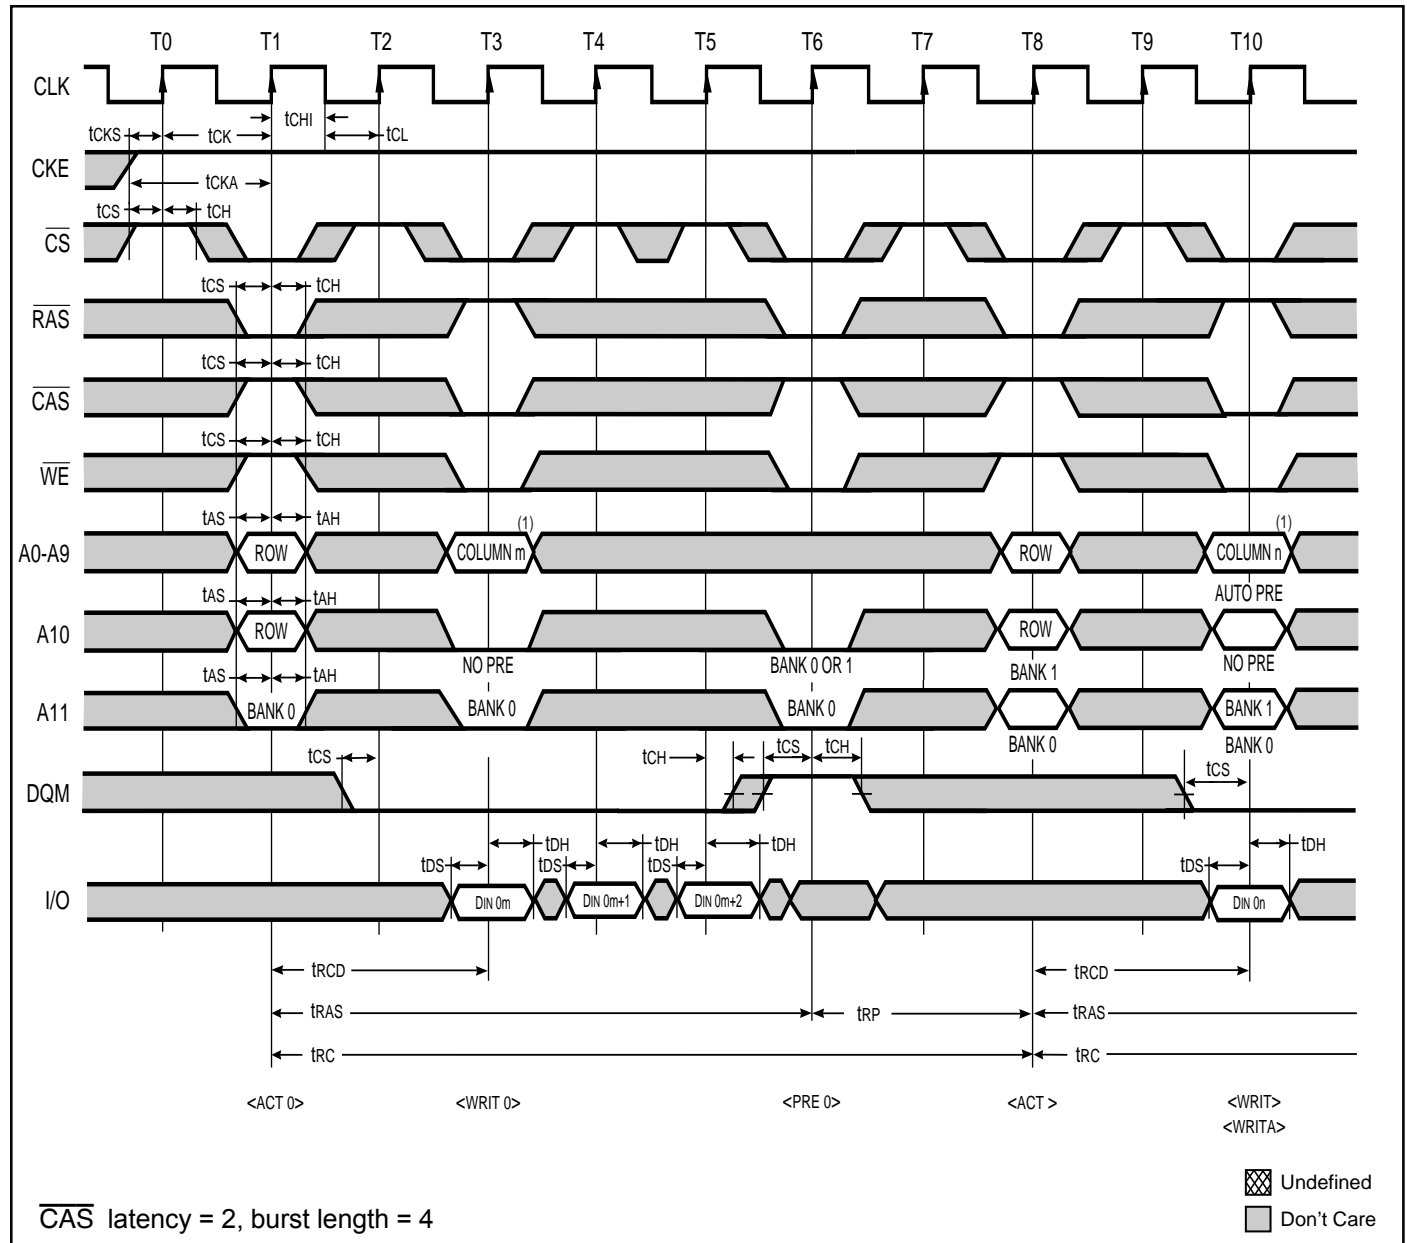 T0 T1 T2 T3 T4 T5 T6 T7 T8 T9 T10
CLK
tCHI
tCKS tCK tCL
CKE
tCKA
tCS tCH
CS
tCS tCH
RAS
tCS tCH
CAS
tCS tCH
WE
tAS tAH (1) (1)
A0-A9 ROW COLUMN m ROW COLUMN n
tAS tAH AUTO PRE
A10 ROW ROW
NO PRE BANK 0 OR 1 BANK 1 NO PRE
tAS tAH
A11 BANK 0 BANK 0 BANK 0 BANK 1
tCS tCH tCS tCH BANK 0 BANK 0
tCS
DQM
tDH tDH tDH tDH
tDS tDS tDS tDS
I/O DIN 0m DIN 0m+1 DIN 0m+2 DIN 0n
tRCD tRCD
tRAS tRP tRAS
tRC tRC
<ACT 0> <WRIT 0> <PRE 0> <ACT > <WRIT>
<WRITA>
Undefined
CAS latency = 2, burst length = 4 Don't Care